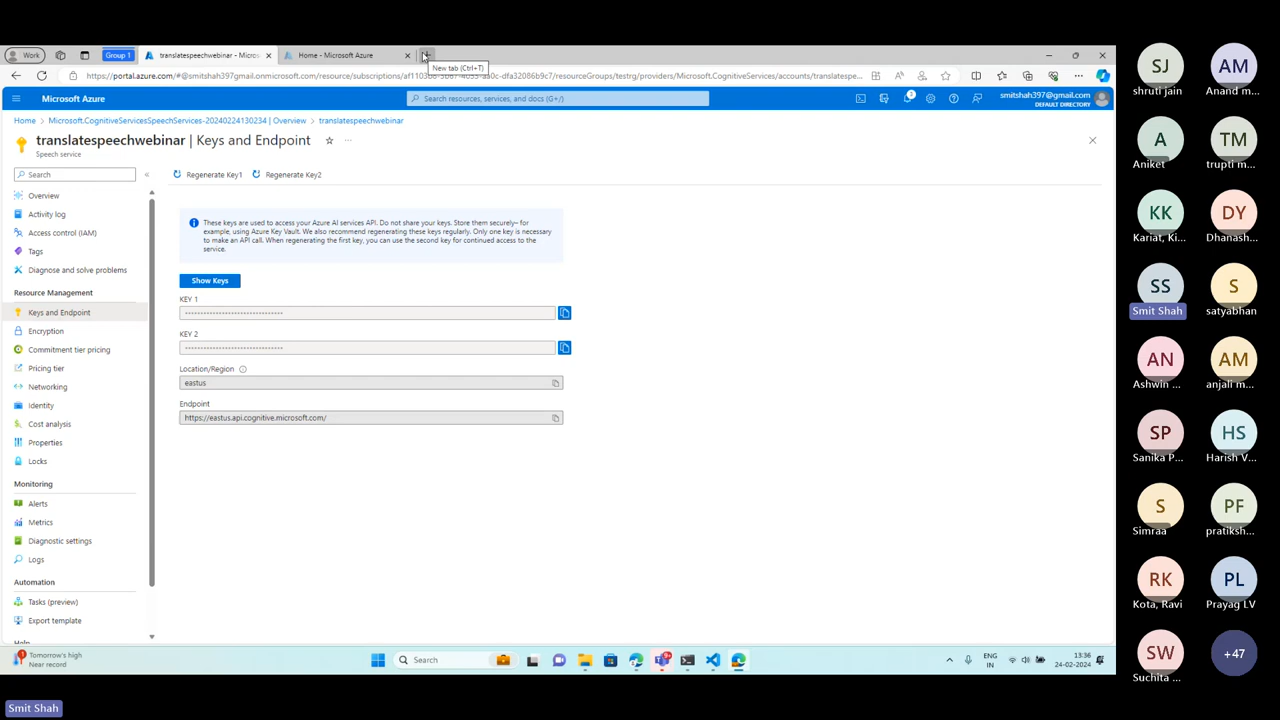 Work
Group 1
translatespeechwebinar - Micros
Home - Microsoft Azure
New tab (Ctrl+T)
Microsoft Azure
Search resources, services, and docs (G+/)
smitshah397@gmail.com
DEFAULT DIRECTORY
Home > Microsoft.CognitiveServicesSpeechServices-20240224130234 | Overview > translatespeechwebinar
translatespeechwebinar | Keys and Endpoint
Speech service
Search
Regenerate Key1
Regenerate Key2
Overview
Activity log
Access control (IAM)
Tags
Diagnose and solve problems
Resource Management
Keys and Endpoint
Encryption
Commitment tier pricing
Pricing tier
Networking
Identity
Cost analysis
Properties
Locks
Monitoring
Alerts
Metrics
Diagnostic settings
Logs
Automation
Tasks (preview)
Export template
These keys are used to access your Azure AI services API. Do not share your keys. Store them securely– for
example, using Azure Key Vault. We also recommend regenerating these keys regularly. Only one key is necessary
to make an API call. When regenerating the first key, you can use the second key for continued access to the
service.
Show Keys
KEY 1
KEY 2
Location/Region
eastus
Endpoint
https://eastus.api.cognitive.microsoft.com/
Tomorrow's high
Near record
Search
ENG
IN
13:36
24-02-2024
SJ
shruti jain
AM
Anand m...
A
Aniket
TM
trupti m...
KK
Kariat, Ki...
DY
Dhanash...
SS
Smit Shah
S
satyabhan
AN
Ashwin ...
AM
anjali m...
SP
Sanika P...
HS
Harish V...
S
Simraa
PF
pratiksh...
RK
Kota, Ravi
PL
Prayag LV
SW
Suchita ...
+47
Smit Shah